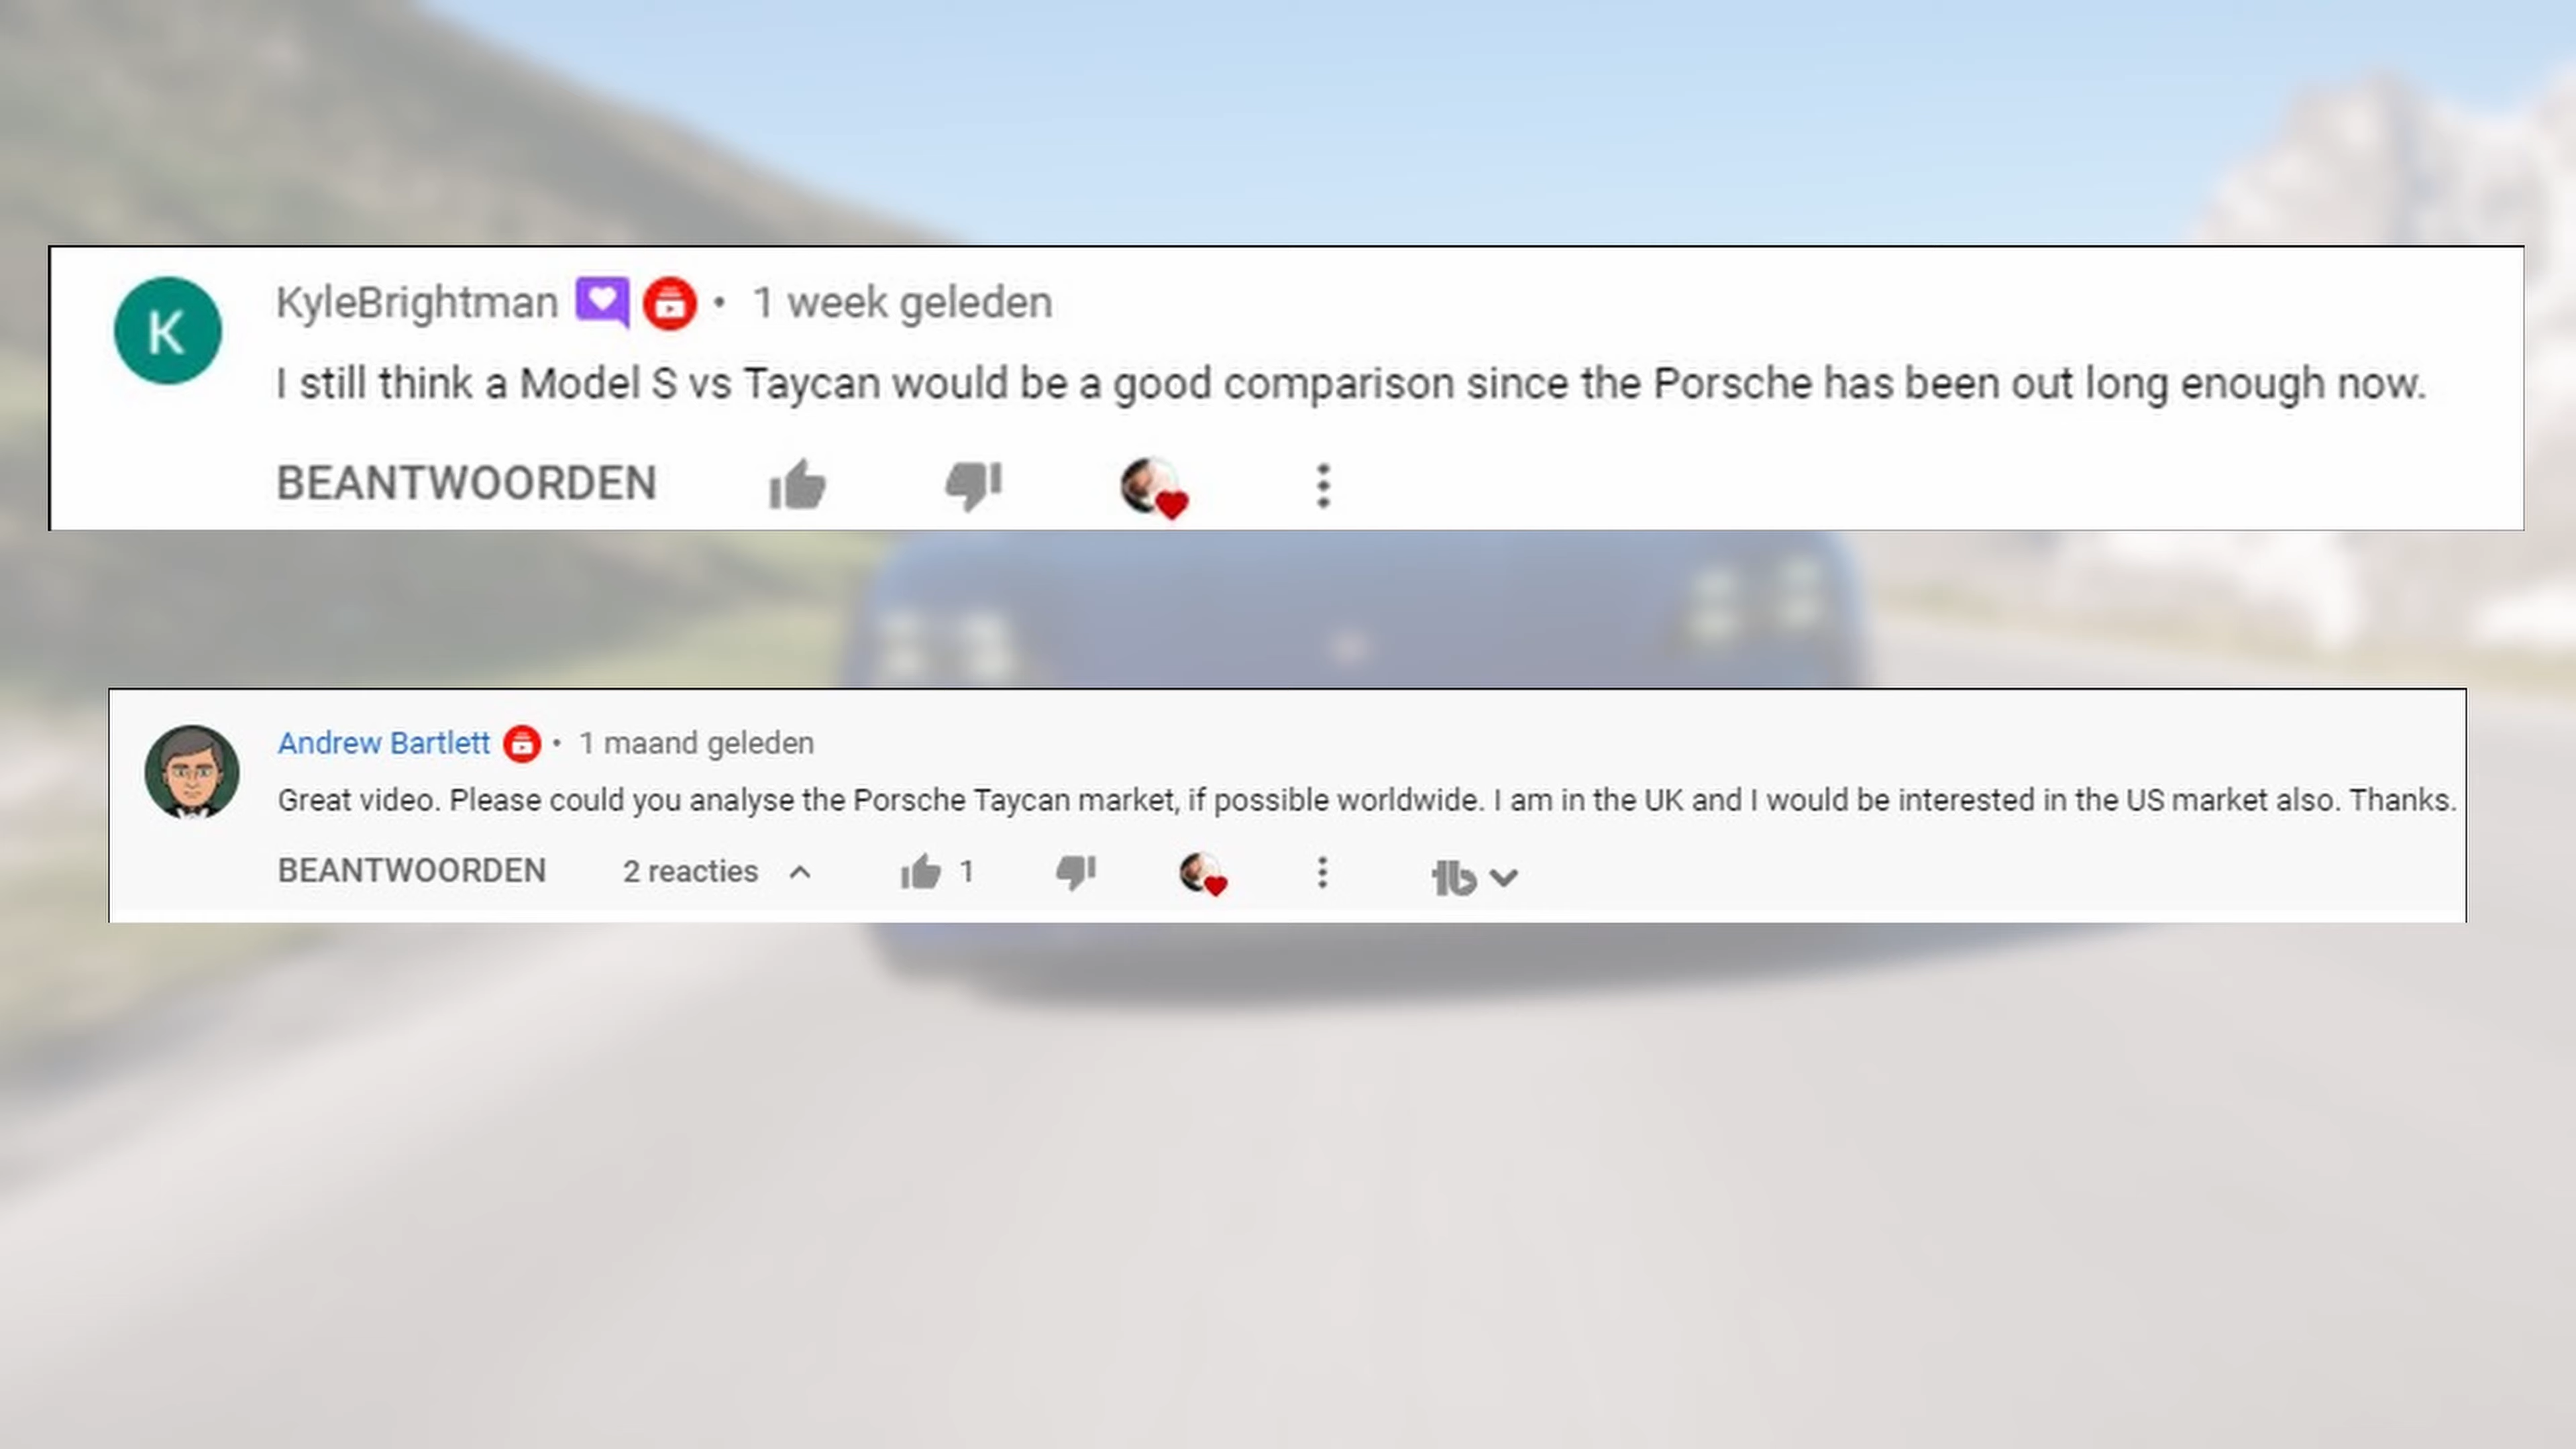 K
KyleBrightman • 1 week geleden
I still think a Model S vs Taycan would be a good comparison since the Porsche has been out long enough now.
BEANTWOORDEN
Andrew Bartlett • 1 maand geleden
Great video. Please could you analyse the Porsche Taycan market, if possible worldwide. I am in the UK and I would be interested in the US market also. Thanks.
BEANTWOORDEN 2 reacties 1